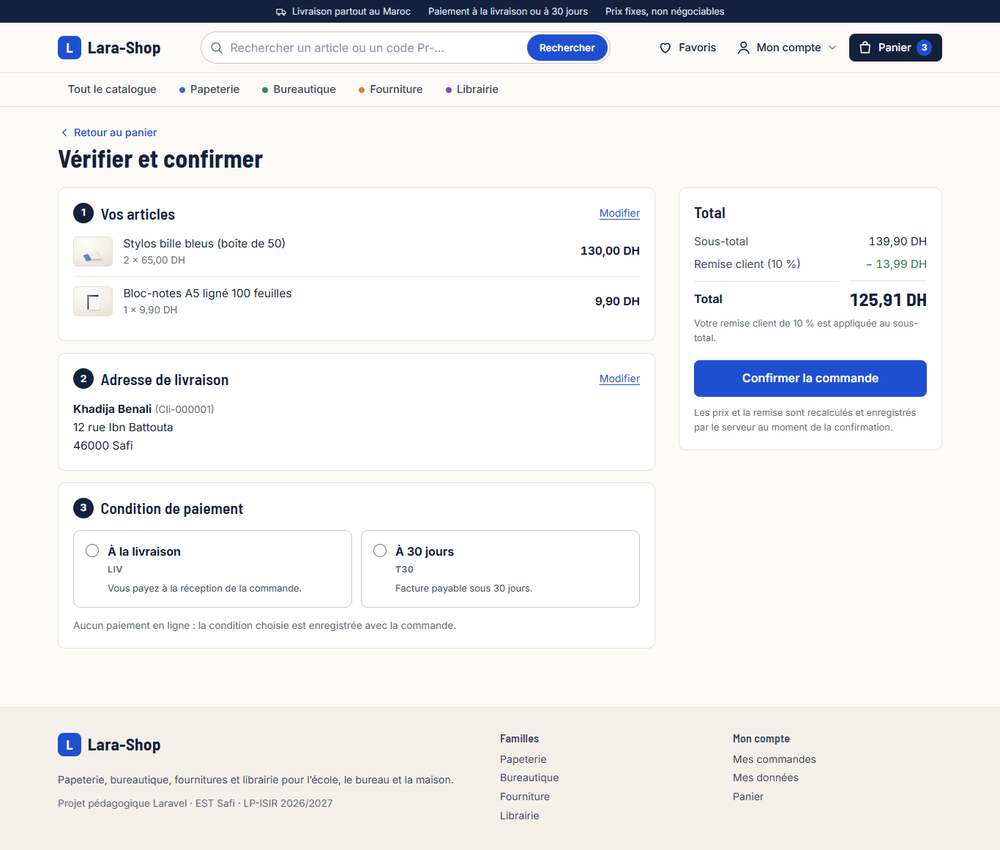 Livraison partout au Maroc Paiement à la livraison ou à 30 jours Prix fixes, non négociables
L Lara-Shop Rechercher un article ou un code Pr-... Rechercher Favoris Mon compte Panier 3
Tout le catalogue Papeterie Bureautique Fourniture Librairie
Retour au panier
Vérifier et confirmer
1 Vos articles Modifier
Stylos bille bleus (boîte de 50)
2 × 65,00 DH
130,00 DH
Bloc-notes A5 ligné 100 feuilles
1 × 9,90 DH
9,90 DH
2 Adresse de livraison Modifier
Khadija Benali (Cli-000001)
12 rue Ibn Battouta
46000 Safi
3 Condition de paiement
À la livraison
LIV
Vous payez à la réception de la commande.
À 30 jours
T30
Facture payable sous 30 jours.
Aucun paiement en ligne : la condition choisie est enregistrée avec la commande.
Total
Sous-total 139,90 DH
Remise client (10 %) − 13,99 DH
Total 125,91 DH
Votre remise client de 10 % est appliquée au sous-
total.
Confirmer la commande
Les prix et la remise sont recalculés et enregistrés
par le serveur au moment de la confirmation.
L Lara-Shop
Papeterie, bureautique, fournitures et librairie pour l’école, le bureau et la maison.
Projet pédagogique Laravel · EST Safi · LP-ISIR 2026/2027
Familles
Papeterie
Bureautique
Fourniture
Librairie
Mon compte
Mes commandes
Mes données
Panier